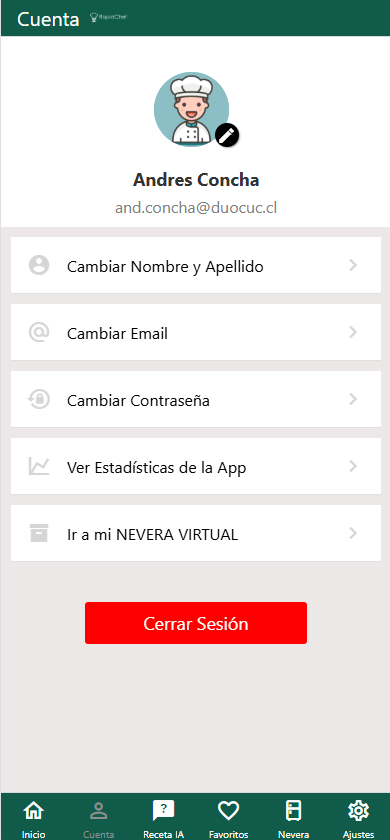 Cuenta
Andres Concha
and.concha@duocuc.cl
Cambiar Nombre y Apellido
Cambiar Email
Cambiar Contraseña
Ver Estadísticas de la App
Ir a mi NEVERA VIRTUAL
Cerrar Sesión
Inicio Cuenta Receta IA Favoritos Nevera Ajustes